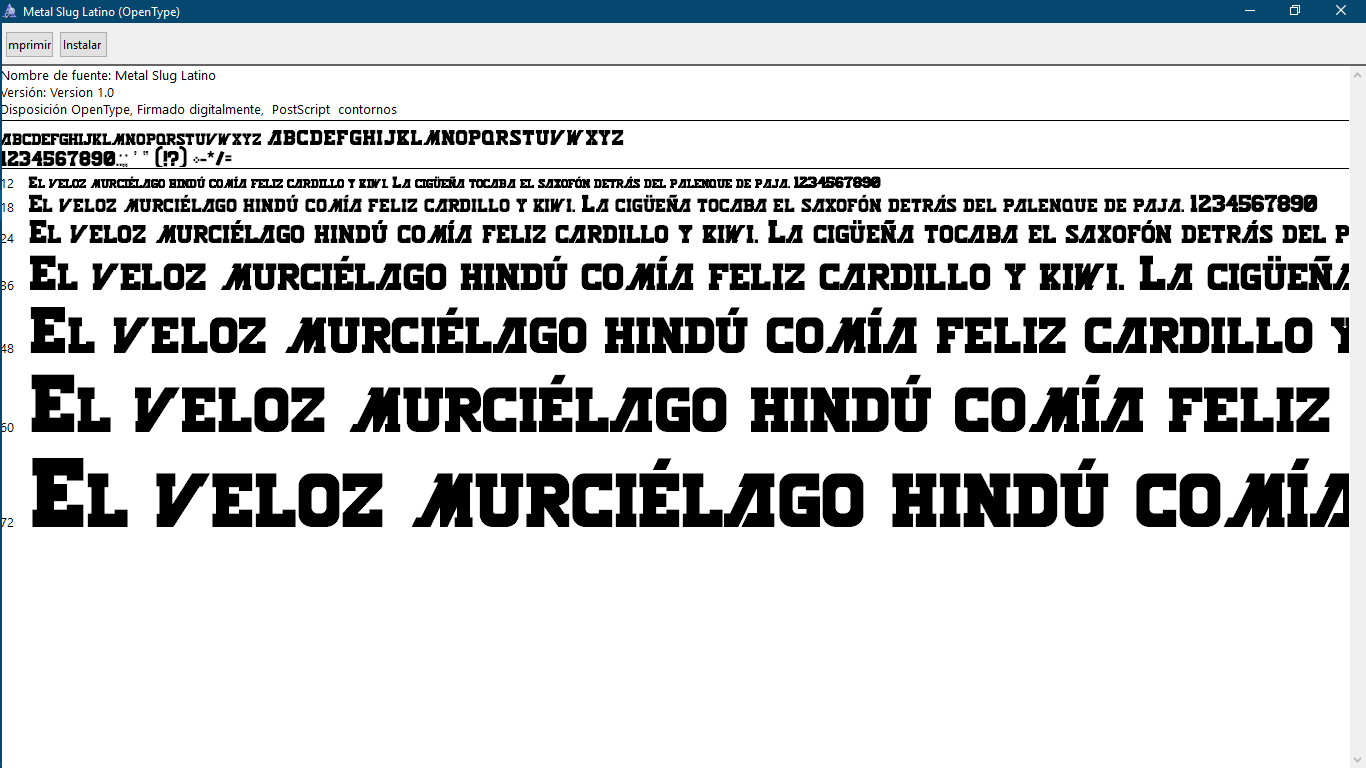 Metal Slug Latino (OpenType)
mprimir Instalar
Nombre de fuente: Metal Slug Latino
Versión: Version 1.0
Disposición OpenType, Firmado digitalmente, PostScript contornos
abcdefghijklmnopqrstuvwxyz ABCDEFGHIJKLMNOPQRSTUVWXYZ
1234567890.:,; ' " (!?) +-*/=
12 El veloz murciélago hindú comía feliz cardillo y kiwi. La cigüeña tocaba el saxofón detrás del palenque de paja. 1234567890
18 El veloz murciélago hindú comía feliz cardillo y kiwi. La cigüeña tocaba el saxofón detrás del palenque de paja. 1234567890
24 El veloz murciélago hindú comía feliz cardillo y kiwi. La cigüeña tocaba el saxofón detrás del p
36 El veloz murciélago hindú comía feliz cardillo y kiwi. La cigüeña
48 El veloz murciélago hindú comía feliz cardillo y
60 El veloz murciélago hindú comía feliz
72 El veloz murciélago hindú comía